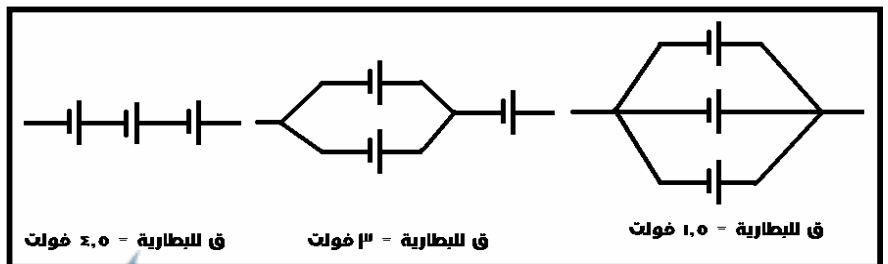 ق للبطارية = ١,٥ فولت
ق للبطارية = ٣ فولت
ق للبطارية = ٤,٥ فولت